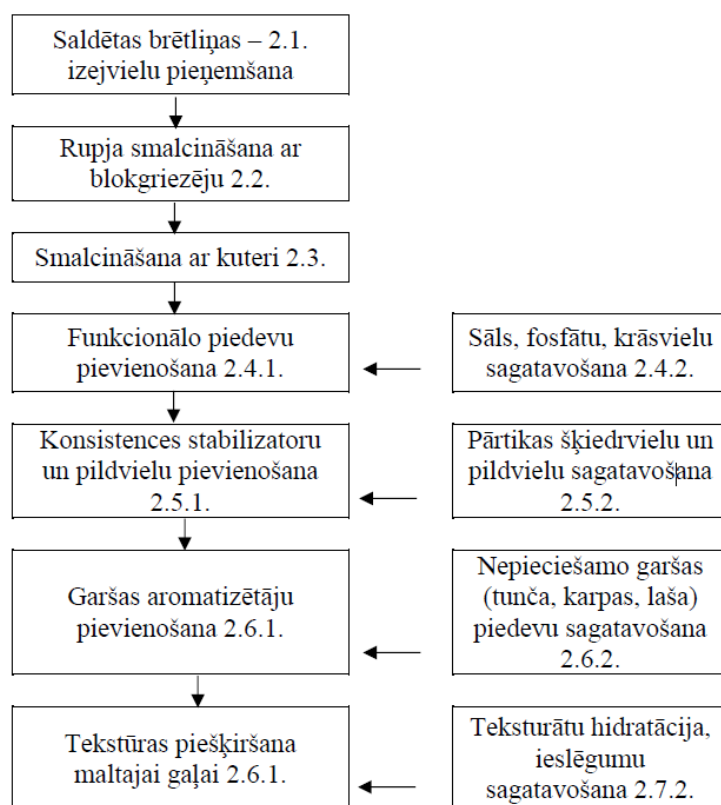 Saldētas brētliņas – 2.1.
izejvielu pieņemšana
Rupja smalcināšana ar
blokgriezēju 2.2.
Smalcināšana ar kuteri 2.3.
Funkcionālo piedevu
pievienošana 2.4.1.
Sāls, fosfātu, krāsvielu
sagatavošana 2.4.2.
Konsistences stabilizatoru
un pildvielu pievienošana
2.5.1.
Pārtikas šķiedrvielu un
pildvielu sagatavošana
2.5.2.
Garšas aromatizētāju
pievienošana 2.6.1.
Nepieciešamo garšas
(tunča, karpas, laša)
piedevu sagatavošana
2.6.2.
Tekstūras piešķiršana
maltajai gaļai 2.6.1.
Teksturātu hidratācija,
ieslēgumu
sagatavošana 2.7.2.